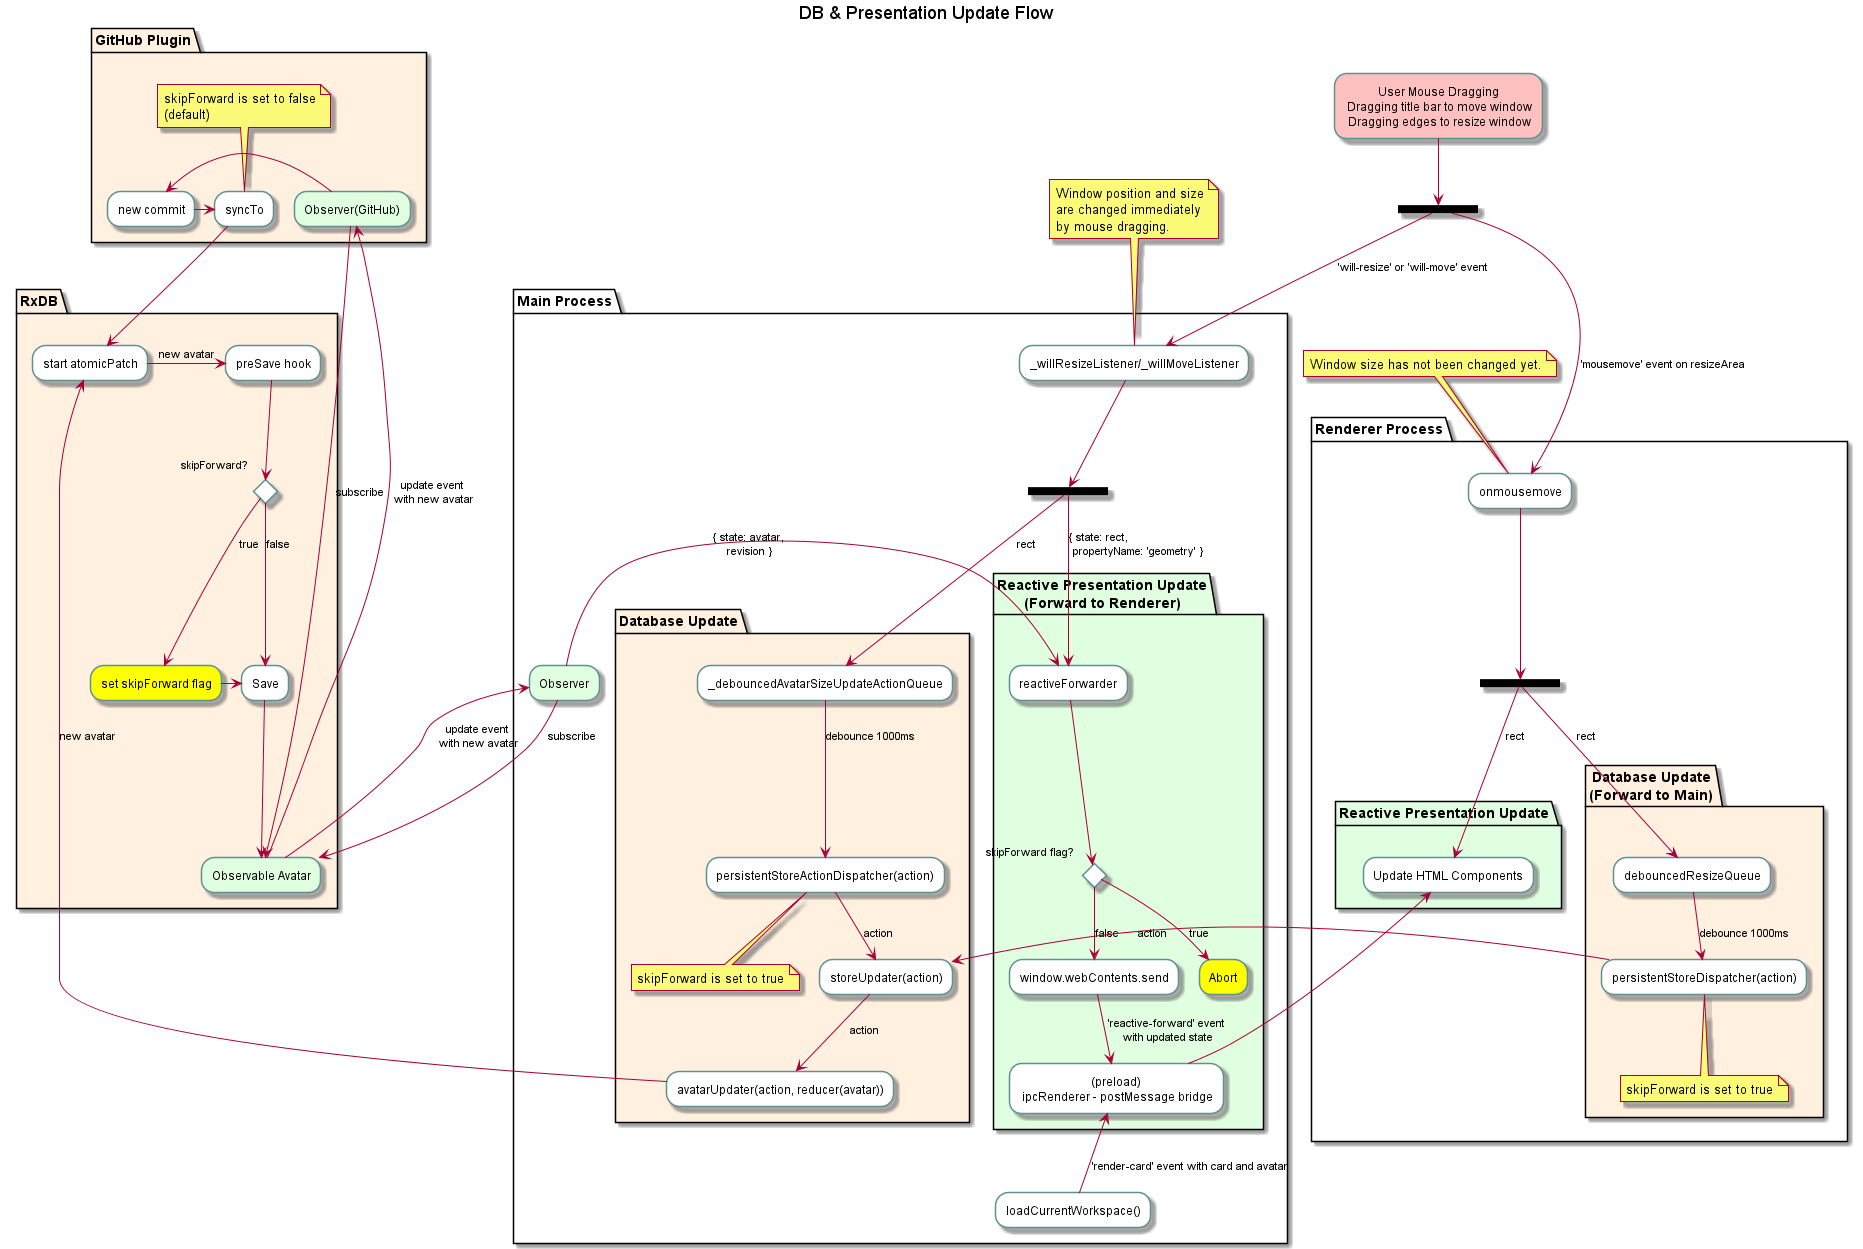 DB & Presentation Update Flow
GitHub Plugin
skipForward is set to false
(default)
new commit
syncTo
Observer(GitHub)
User Mouse Dragging
Dragging title bar to move window
Dragging edges to resize window
Window position and size
are changed immediately
by mouse dragging.
'will-resize' or 'will-move' event
'mousemove' event on resizeArea
RxDB
start atomicPatch
new avatar
preSave hook
skipForward?
true
false
set skipForward flag
Save
new avatar
Observable Avatar
subscribe
update event
with new avatar
update event
with new avatar
subscribe
Main Process
_willResizeListener/_willMoveListener
{ state: avatar,
revision }
rect
{ state: rect,
propertyName: 'geometry' }
Observer
Database Update
_debouncedAvatarSizeUpdateActionQueue
debounce 1000ms
persistentStoreActionDispatcher(action)
action
skipForward is set to true
storeUpdater(action)
action
avatarUpdater(action, reducer(avatar))
Reactive Presentation Update
(Forward to Renderer)
reactiveForwarder
skipForward flag?
false
action
true
window.webContents.send
Abort
'reactive-forward' event
with updated state
(preload)
ipcRenderer - postMessage bridge
'render-card' event with card and avatar
loadCurrentWorkspace()
Window size has not been changed yet.
Renderer Process
onmousemove
rect
rect
Reactive Presentation Update
Update HTML Components
Database Update
(Forward to Main)
debouncedResizeQueue
debounce 1000ms
persistentStoreDispatcher(action)
skipForward is set to true